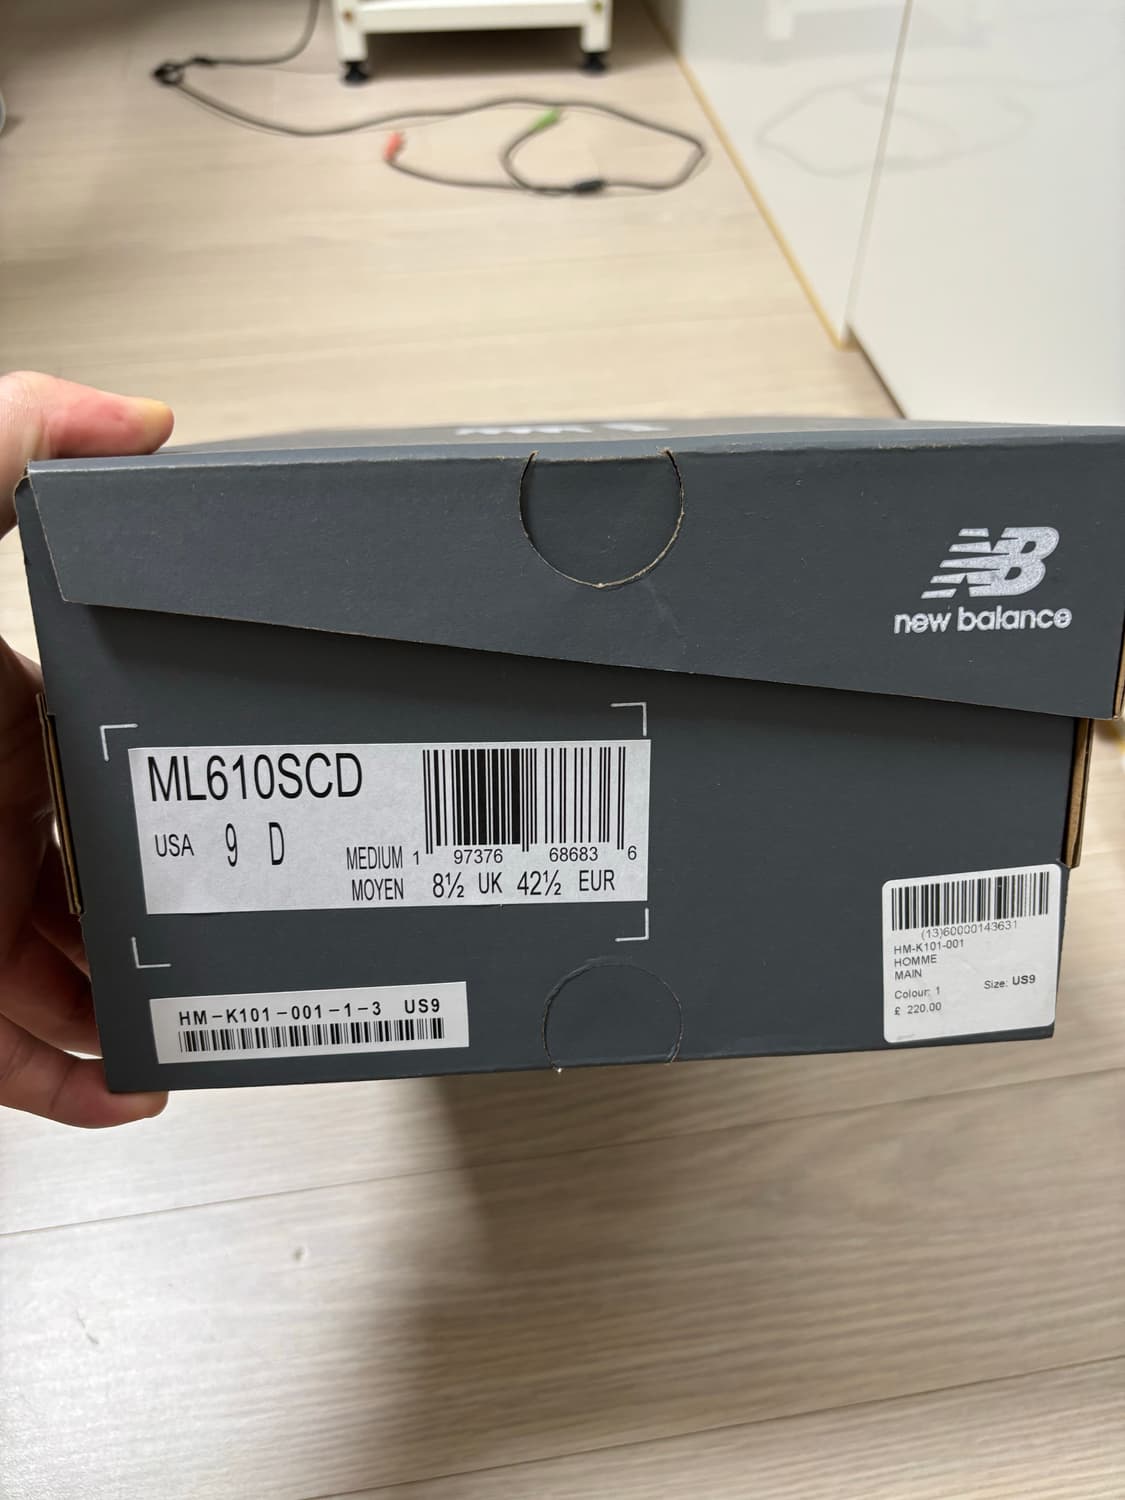 NB
new balance
ML610SCD
USA 9 D
MEDIUM
MOYEN
1 97376 68683 6
8½ UK 42½ EUR
HM-K101-001-1-3 US9
(13)60000143631
HM-K101-001
HOMME
MAIN
Colour: 1 Size: US9
£ 220.00